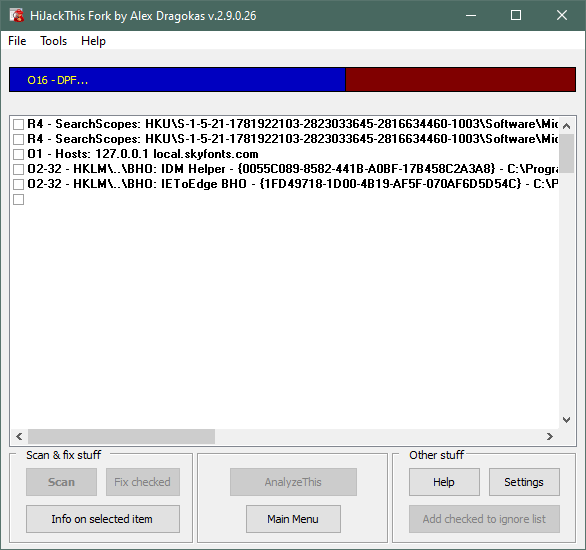 HiJackThis Fork by Alex Dragokas v.2.9.0.26
File Tools Help
O16 - DPF...
R4 - SearchScopes: HKU\S-1-5-21-1781922103-2823033645-2816634460-1003\Software\Mic
R4 - SearchScopes: HKU\S-1-5-21-1781922103-2823033645-2816634460-1003\Software\Mic
O1 - Hosts: 127.0.0.1 local.skyfonts.com
O2-32 - HKLM\..\BHO: IDM Helper - {0055C089-8582-441B-A0BF-17B458C2A3A8} - C:\Progra
O2-32 - HKLM\..\BHO: IEToEdge BHO - {1FD49718-1D00-4B19-AF5F-070AF6D5D54C} - C:\P
Scan & fix stuff
Other stuff
Scan Fix checked AnalyzeThis Help Settings
Info on selected item Main Menu Add checked to ignore list